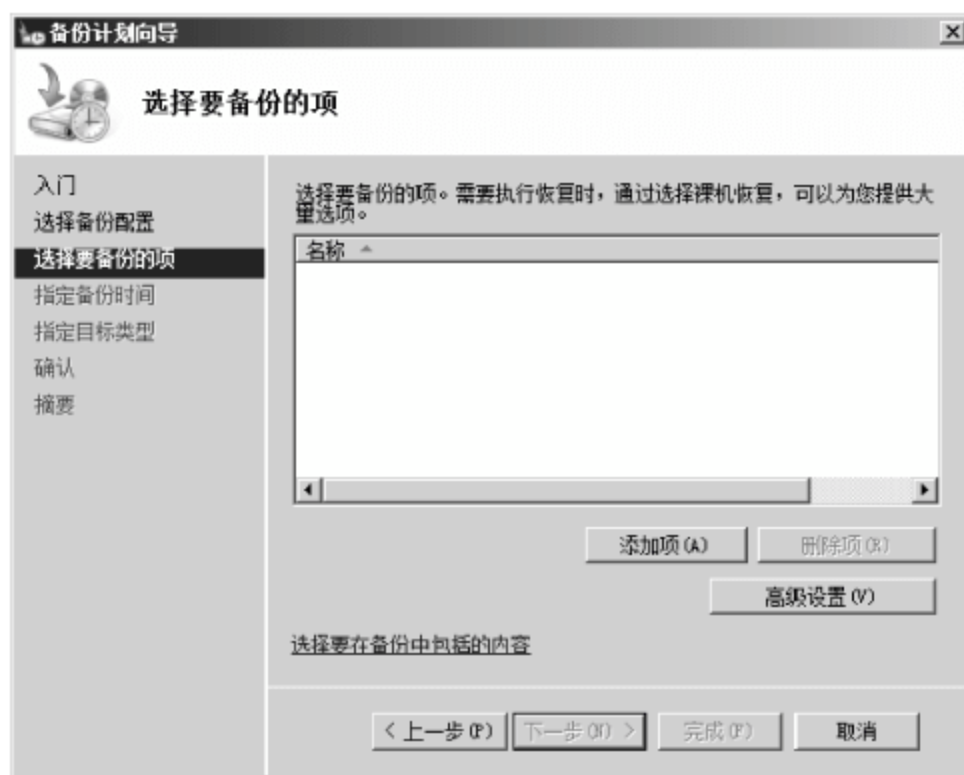 备份计划向导
选择要备份的项
入门
选择备份配置
选择要备份的项
指定备份时间
指定目标类型
确认
摘要
选择要备份的项。需要执行恢复时，通过选择裸机恢复，可以为您提供大
量选项。
名称
添加项(A)
删除项(R)
高级设置(V)
选择要在备份中包括的内容
< 上一步(P)
下一步(N) >
完成(F)
取消